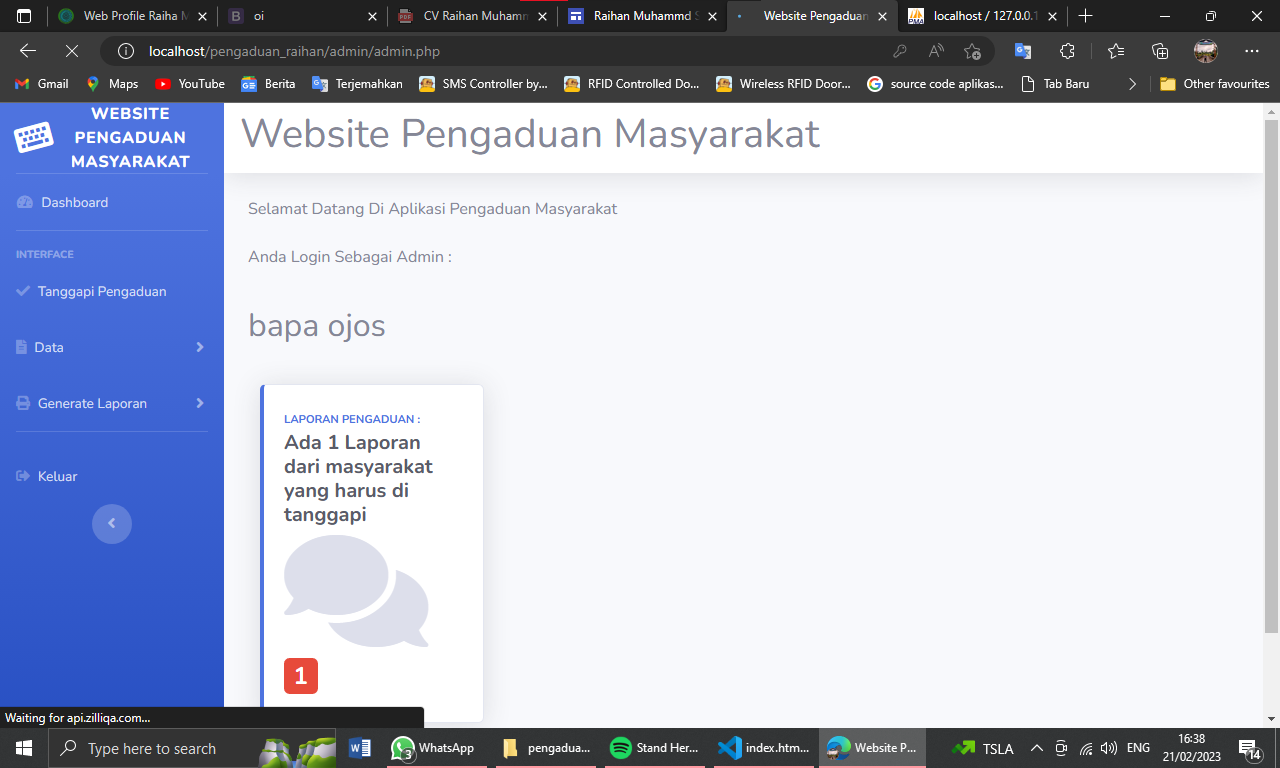 Web Profile Raiha M
oi
CV Raihan Muhamm
Raihan Muhammd S
Website Pengaduan
localhost / 127.0.0.1
localhost/pengaduan_raihan/admin/admin.php
Gmail
Maps
YouTube
Berita
Terjemahkan
SMS Controller by...
RFID Controlled Do...
Wireless RFID Door...
source code aplikas...
Tab Baru
Other favourites
WEBSITE
PENGADUAN
MASYARAKAT
Dashboard
INTERFACE
Tanggapi Pengaduan
Data
Generate Laporan
Keluar
Website Pengaduan Masyarakat
Selamat Datang Di Aplikasi Pengaduan Masyarakat
Anda Login Sebagai Admin :
bapa ojos
LAPORAN PENGADUAN :
Ada 1 Laporan
dari masyarakat
yang harus di
tanggapi
1
Waiting for api.zilliqa.com...
Type here to search
3
WhatsApp
pengadua...
Stand Her...
index.htm...
Website P...
TSLA
ENG
16:38
21/02/2023
14